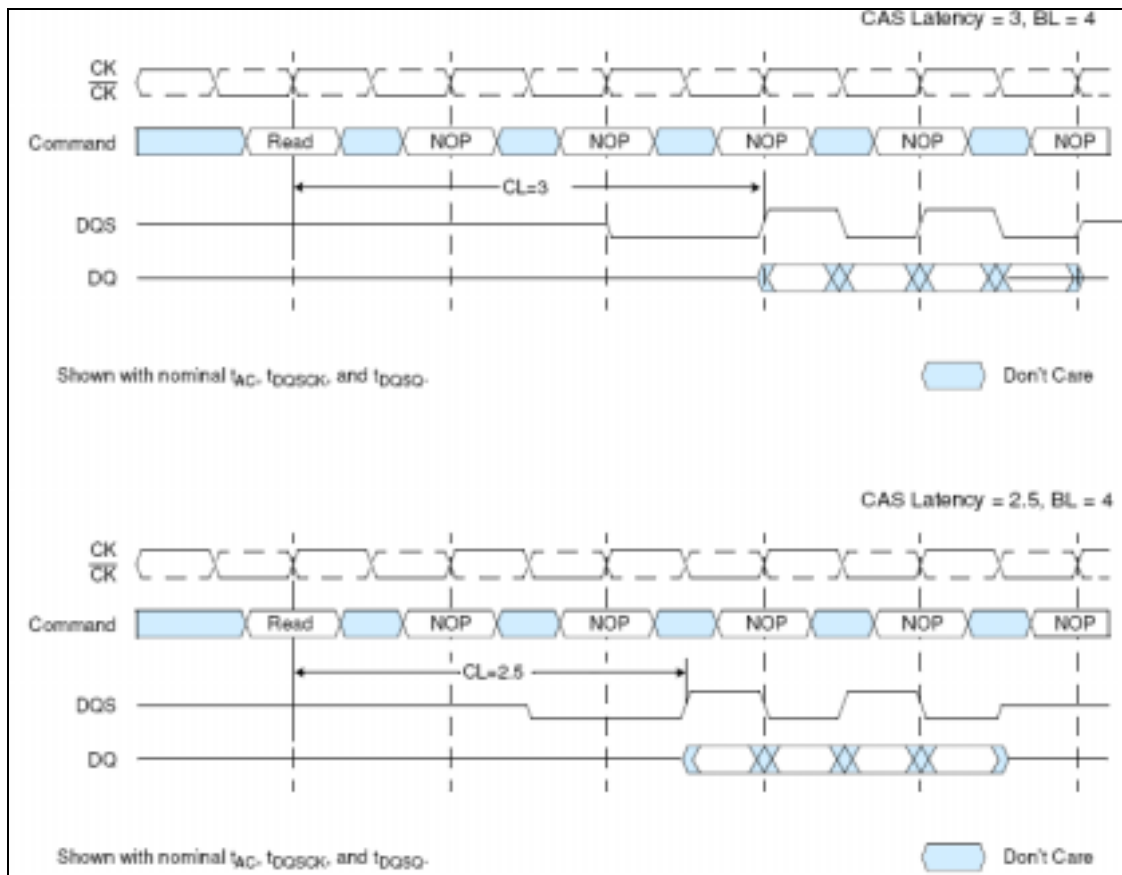 CAS Latency = 3, BL = 4
CK
CK
Command Read NOP NOP NOP NOP NOP
CL=3
DQS
DQ
Shown with nominal tAC, tDQSCK, and tDQSQ. Don't Care
CAS Latency = 2.5, BL = 4
CK
CK
Command Read NOP NOP NOP NOP NOP
CL=2.5
DQS
DQ
Shown with nominal tAC, tDQSCK, and tDQSQ. Don't Care